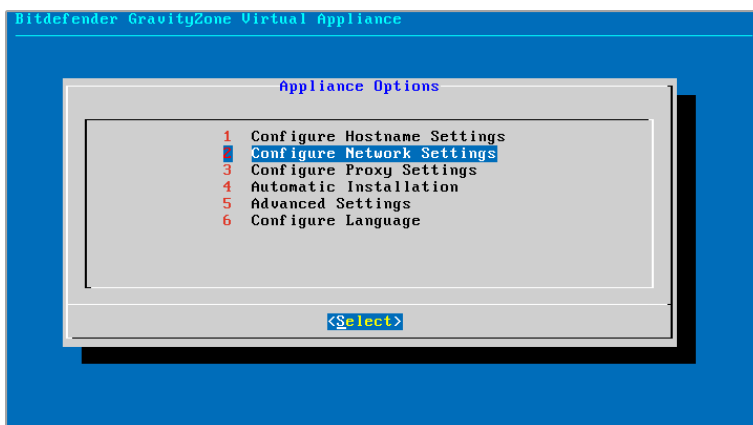 Bitdefender GravityZone Virtual Appliance
Appliance Options
1 Configure Hostname Settings
2 Configure Network Settings
3 Configure Proxy Settings
4 Automatic Installation
5 Advanced Settings
6 Configure Language
<Select>